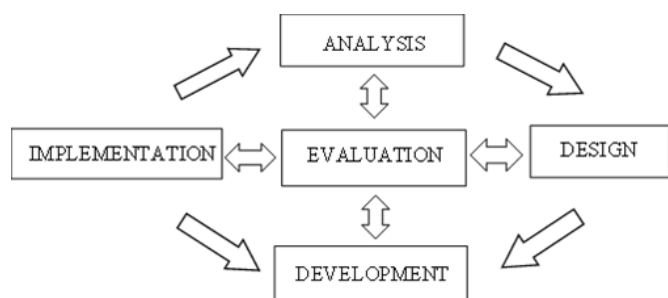 ANALYSIS
IMPLEMENTATION
EVALUATION
DESIGN
DEVELOPMENT